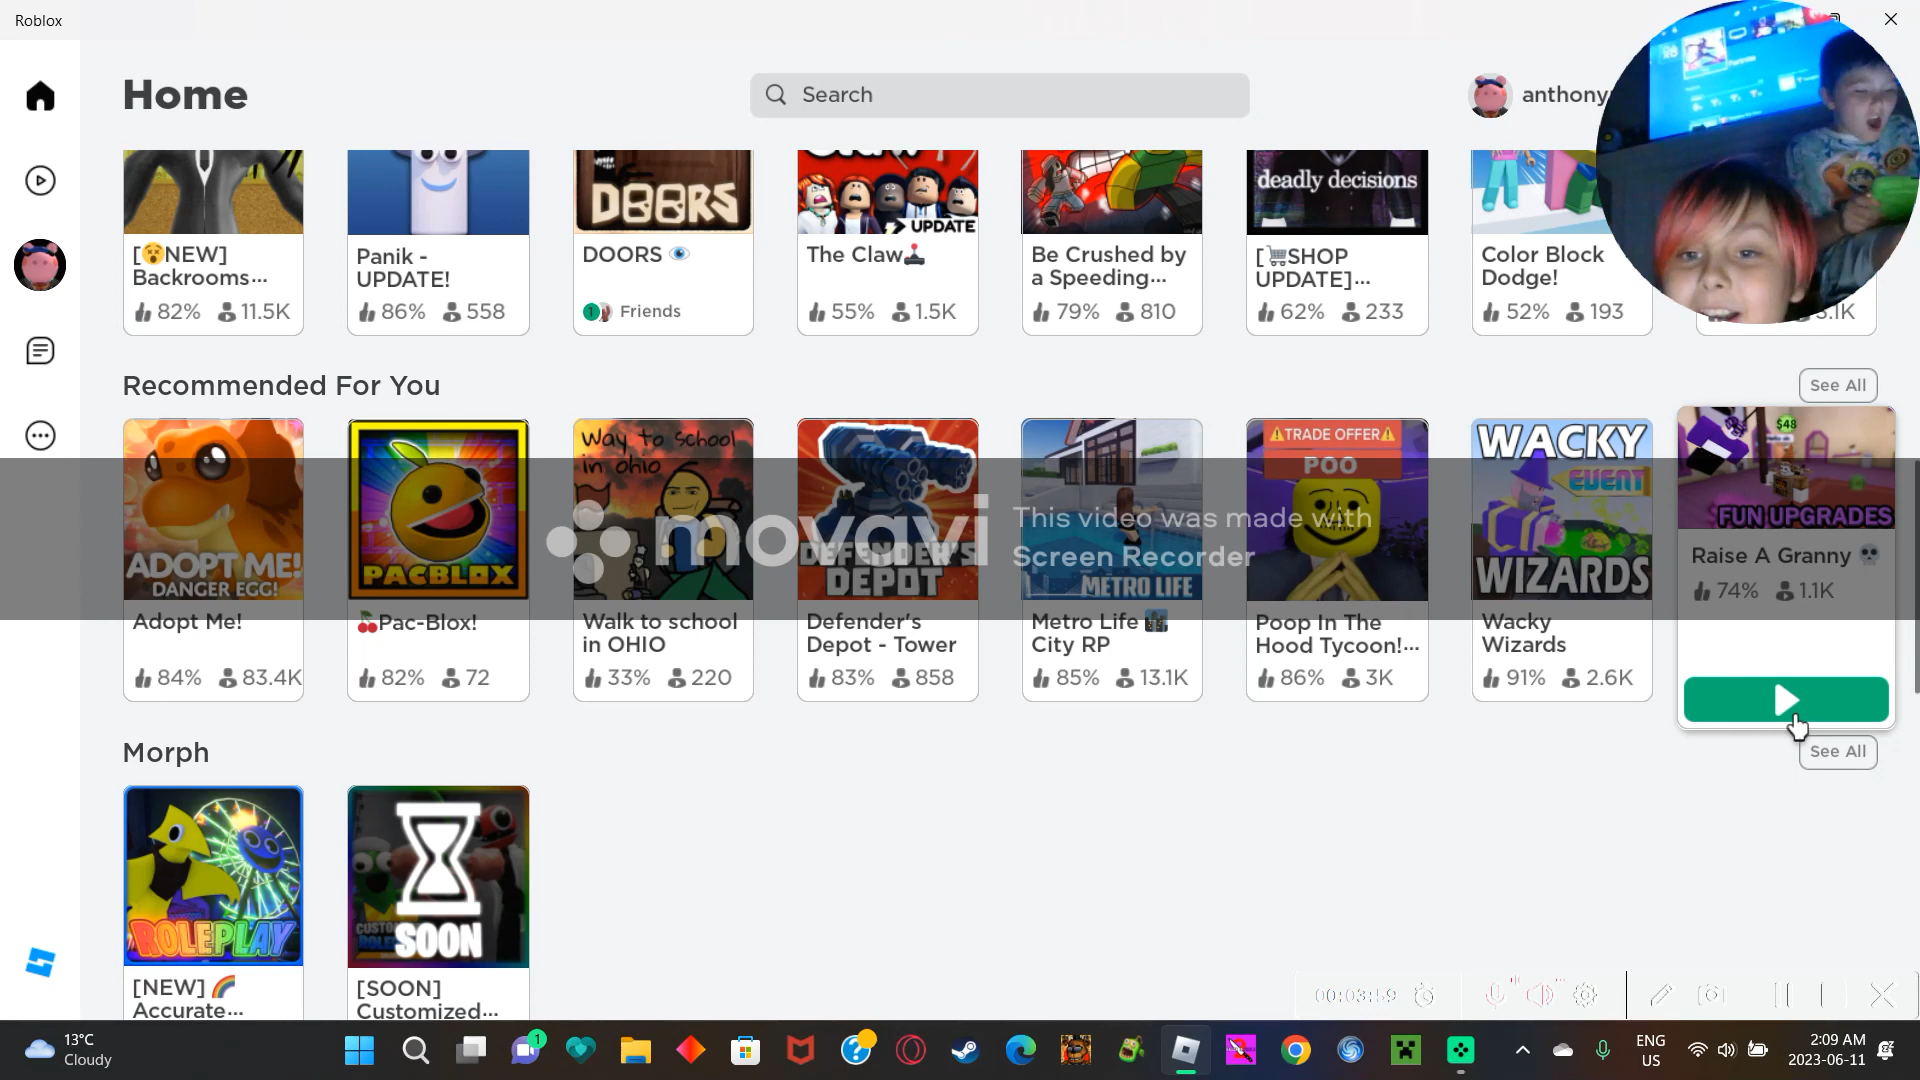 Roblox
Home
Search
anthony
DOORS
UPDATE
deadly decisions
[😵NEW]
Backrooms...
82% 11.5K
Panik -
UPDATE!
86% 558
DOORS 👁
1 Friends
The Claw🕹
55% 1.5K
Be Crushed by
a Speeding...
79% 810
[🛒SHOP
UPDATE]...
62% 233
Color Block
Dodge!
52% 193
3.1K
Recommended For You
See All
ADOPT ME!
DANGER EGG!
Adopt Me!
84% 83.4K
PACBLOX
🍒Pac-Blox!
82% 72
Way to school
in ohio
Walk to school
in OHIO
33% 220
DEFENDER'S
DEPOT
Defender's
Depot - Tower
83% 858
METRO LIFE
Metro Life 🏙
City RP
85% 13.1K
⚠TRADE OFFER⚠
POO
Poop In The
Hood Tycoon!...
86% 3K
WACKY
EVENT
WIZARDS
Wacky
Wizards
91% 2.6K
$48
FUN UPGRADES
Raise A Granny 💀
74% 1.1K
movavi
This video was made with
Screen Recorder
Morph
See All
ROLEPLAY
[NEW] 🌈
Accurate...
SOON
[SOON]
Customized...
00:03:59
13°C
Cloudy
1
ENG
US
2:09 AM
2023-06-11